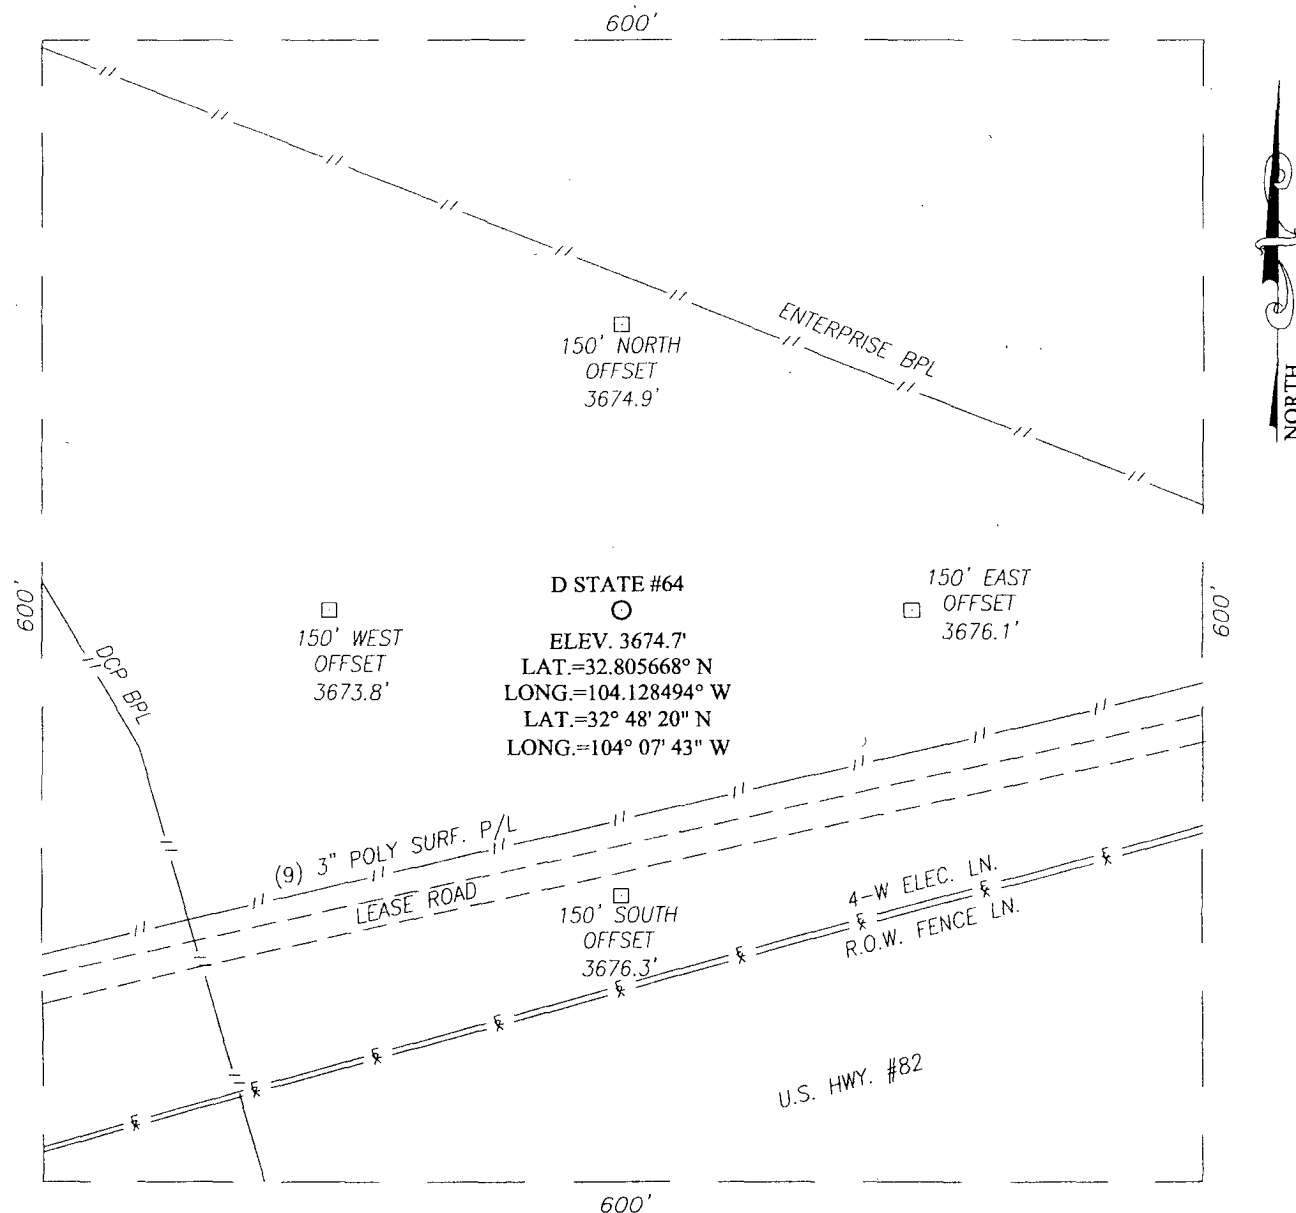 600'
ENTERPRISE BPL
150' NORTH
OFFSET
3674.9'
NORTH
600'
D STATE #64
ELEV. 3674.7'
LAT.=32.805668° N
LONG.=104.128494° W
LAT.=32° 48' 20" N
LONG.=104° 07' 43" W
150' WEST
OFFSET
3673.8'
150' EAST
OFFSET
3676.1'
600'
DCP BPL
(9) 3" POLY SURF. P/L
LEASE ROAD
150' SOUTH
OFFSET
3676.3'
4-W ELEC. LN.
R.O.W. FENCE LN.
U.S. HWY. #82
600'